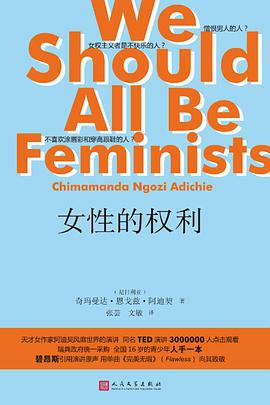 We
憎恨男人的人？
Should
女权主义者是不快乐的人？
All Be
不喜欢涂唇彩和穿高跟鞋的人？
Feminists
Chimamanda Ngozi Adichie
女性的权利
（尼日利亚）
奇玛曼达·恩戈兹·阿迪契 著
张芸 文敏 译
天才女作家阿迪契风靡世界的演讲 同名TED演讲3000000人点击观看
瑞典政府统一采购 全国16岁的青少年人手一本
碧昂斯引用演讲原声 用单曲《完美无瑕》（Flawless）向其致敬
人民文学出版社